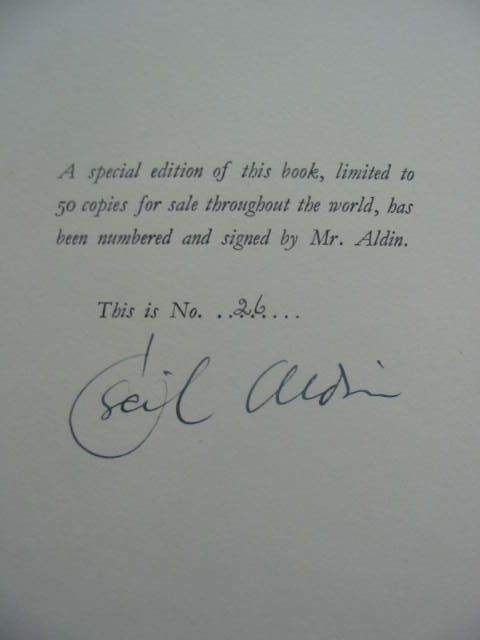 A special edition of this book, limited to
50 copies for sale throughout the world, has
been numbered and signed by Mr. Aldin.
This is No. ..26....
Cecil Aldin